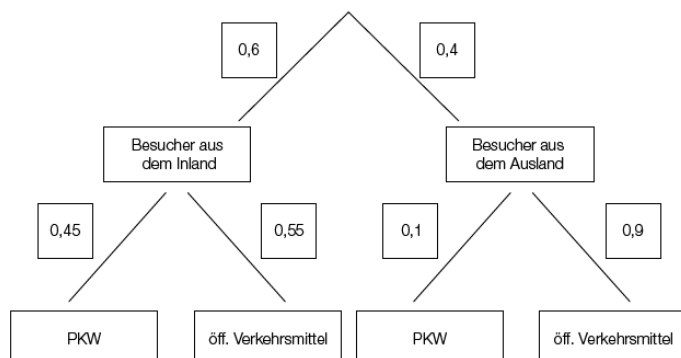 0,6
0,4
Besucher aus
dem Inland
Besucher aus
dem Ausland
0,45
0,55
0,1
0,9
PKW
öff. Verkehrsmittel
PKW
öff. Verkehrsmittel